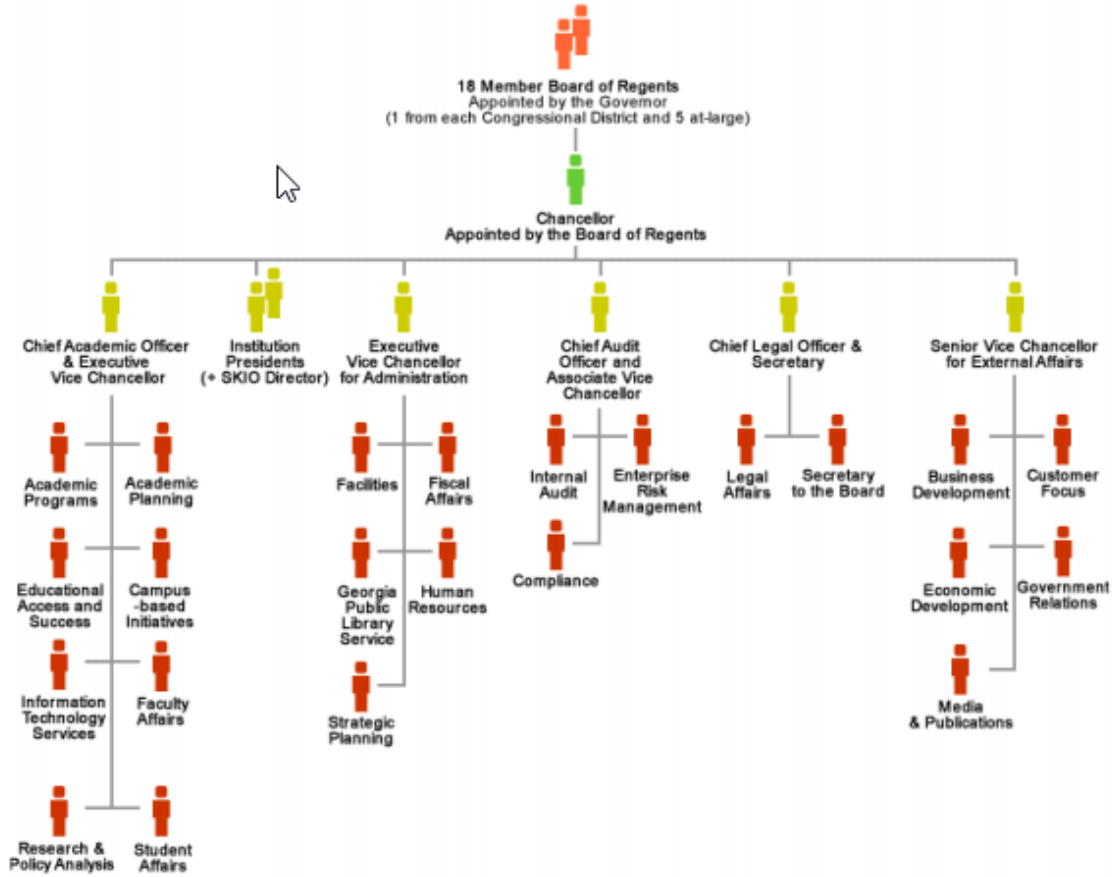 18 Member Board of Regents
Appointed by the Governor
(1 from each Congressional District and 5 at-large)
Chancellor
Appointed by the Board of Regents
Chief Academic Officer
& Executive
Vice Chancellor
Institution
Presidents
(+ SKIO Director)
Executive
Vice Chancellor
for Administration
Chief Audit
Officer and
Associate Vice
Chancellor
Chief Legal Officer &
Secretary
Senior Vice Chancellor
for External Affairs
Academic
Programs
Academic
Planning
Facilities
Fiscal
Affairs
Internal
Audit
Enterprise
Risk
Management
Legal
Affairs
Secretary
to the Board
Business
Development
Customer
Focus
Educational
Access and
Success
Campus
-based
Initiatives
Georgia
Public
Library
Service
Human
Resources
Compliance
Economic
Development
Government
Relations
Information
Technology
Services
Faculty
Affairs
Strategic
Planning
Media
& Publications
Research &
Policy Analysis
Student
Affairs